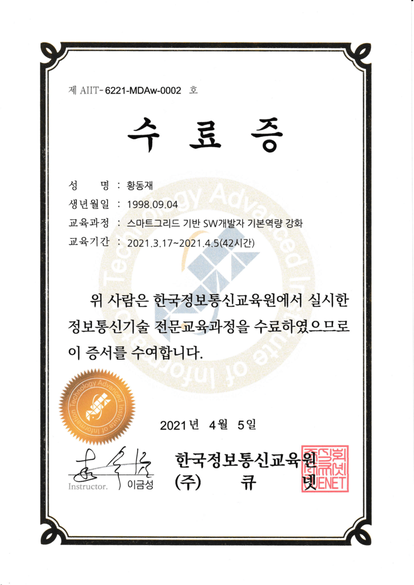 제 AIIT- 6221-MDAw-0002 호
수 료 증
성 명 : 황동재
생년월일 : 1998.09.04
교육과정 : 스마트그리드 기반 SW개발자 기본역량 강화
교육기간 : 2021.3.17~2021.4.5(42시간)
위 사람은 한국정보통신교육원에서 실시한
정보통신기술 전문교육과정을 수료하였으므로
이 증서를 수여합니다.
2021년 4월 5일
한국정보통신교육원
(주) 큐 넷
Instructor. 이금성
Advanced Institute of Information Technology
ENET